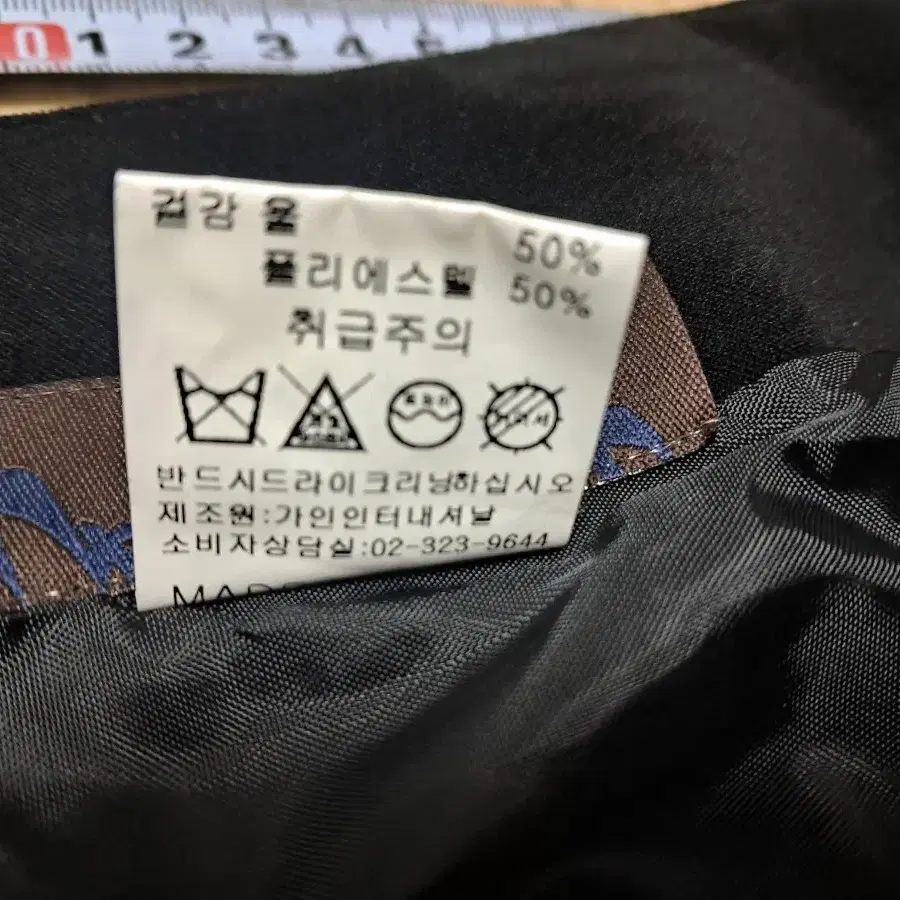 0 1 2 3 4 5
겉감 울 50%
폴리에스텔 50%
취급주의
반드시드라이크리닝하십시오
제조원:가인인터내셔날
소비자상담실:02-323-9644
MADE